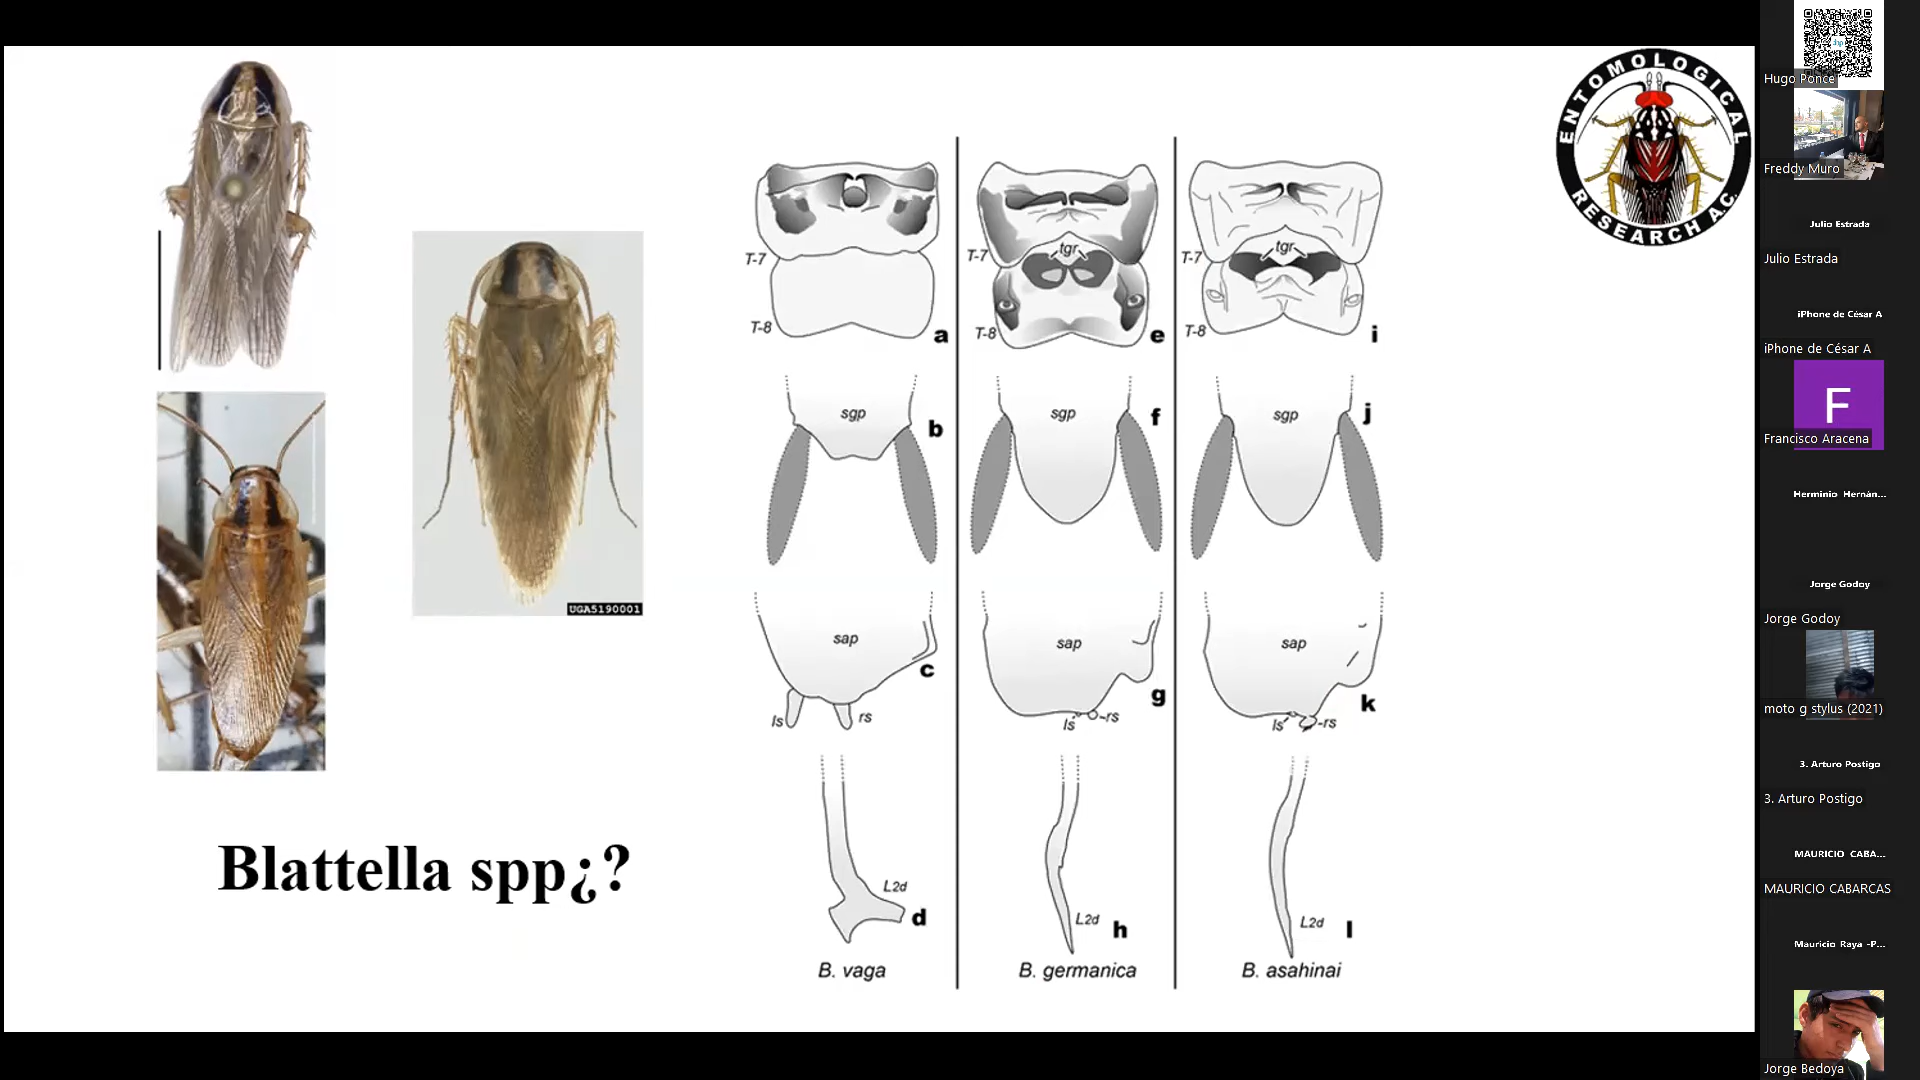 ENTOMOLOGICAL
RESEARCH A.C.
UGA5190001
Blattella spp¿?
T-7
T-8
a
tgr
T-7
T-8
e
tgr
T-7
T-8
i
sgp
b
sgp
f
sgp
j
sap
c
ls
rs
sap
g
ls
rs
sap
k
ls
rs
L2d
d
L2d
h
L2d
l
B. vaga
B. germanica
B. asahinai
Hugo Ponce
Freddy Muro
Julio Estrada
Julio Estrada
iPhone de César A
iPhone de César A
F
Francisco Aracena
Herminio Hernán...
Jorge Godoy
Jorge Godoy
moto g stylus (2021)
3. Arturo Postigo
3. Arturo Postigo
MAURICIO CABA...
MAURICIO CABARCAS
Mauricio Raya -P...
Jorge Bedoya